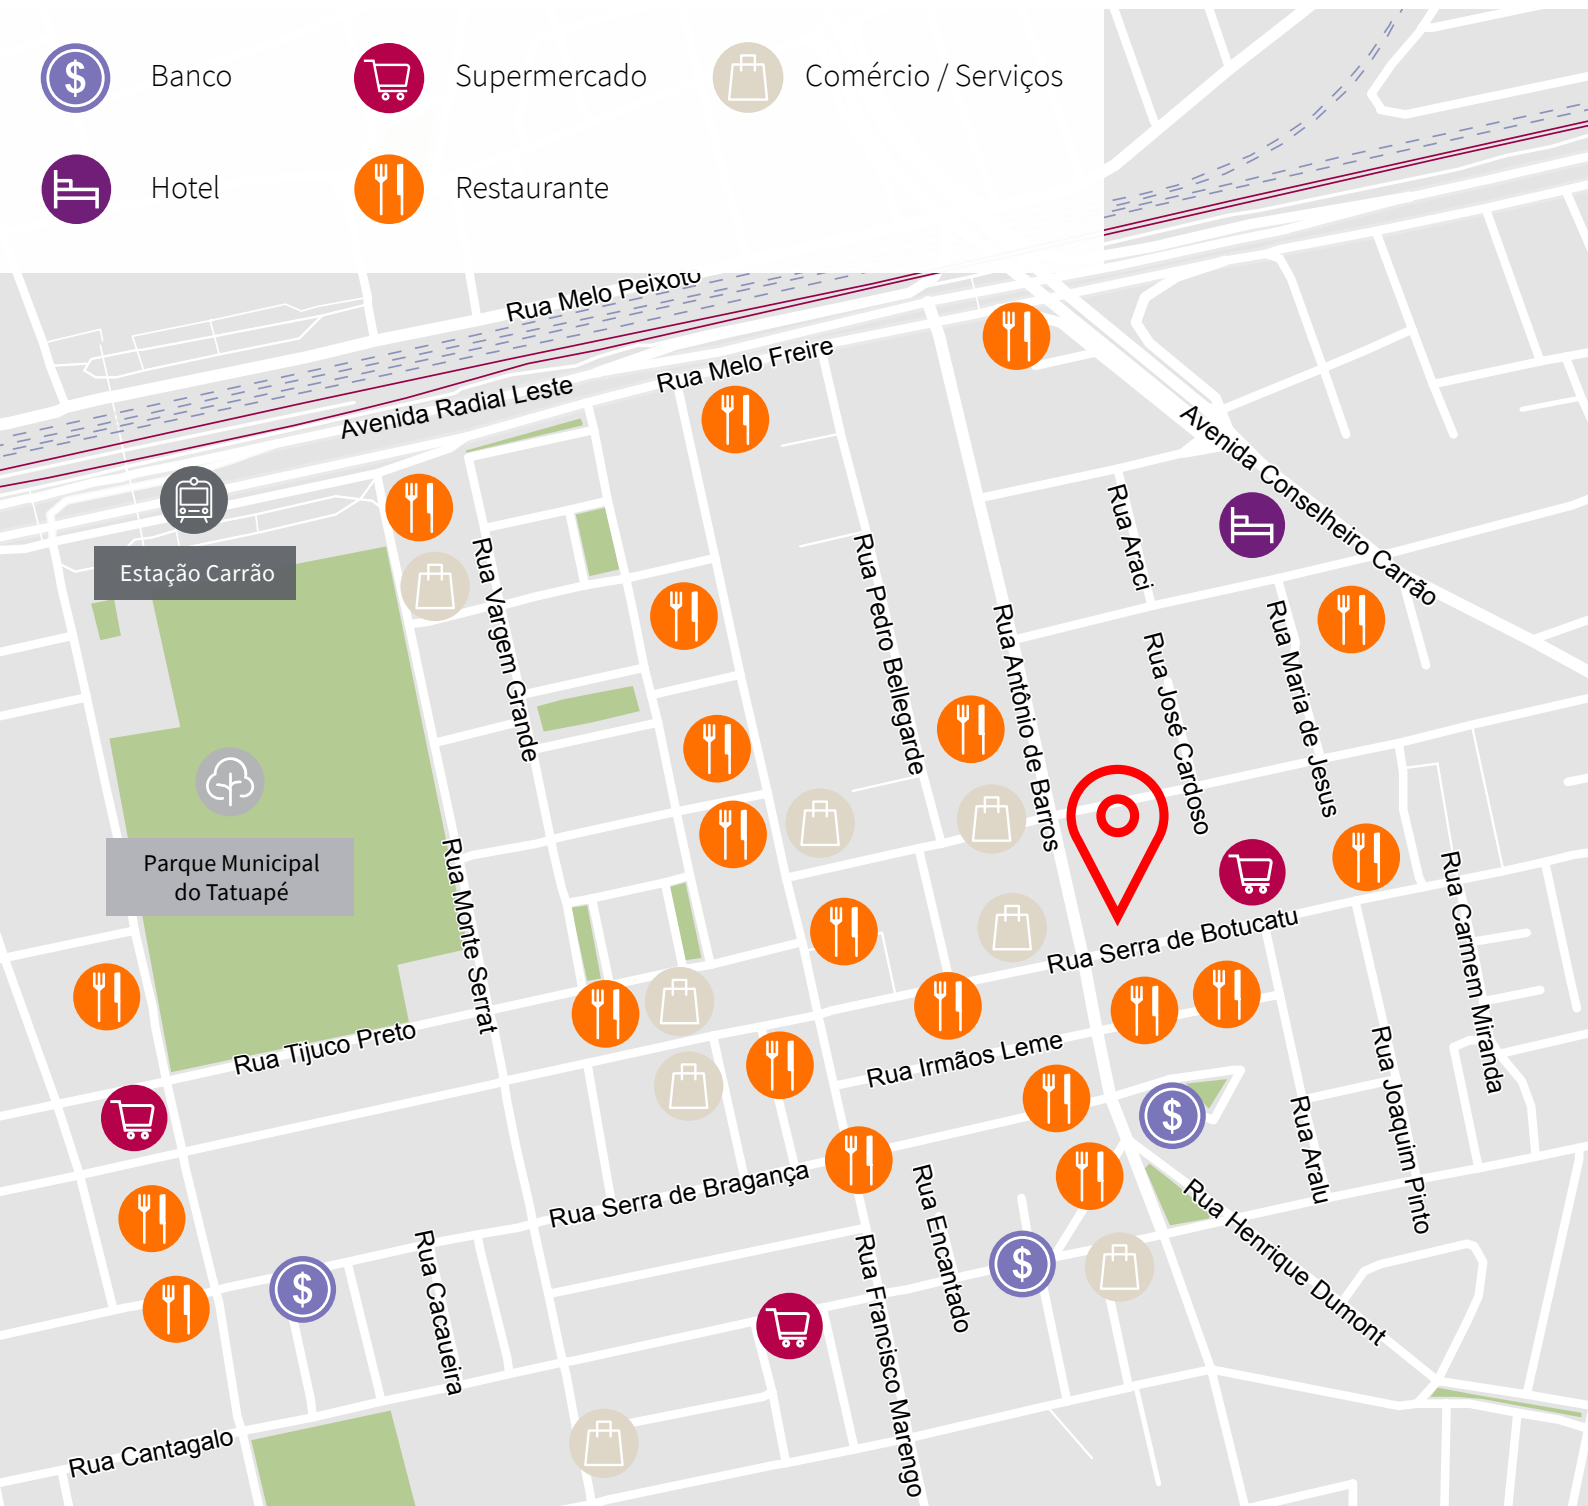 $ Banco
Supermercado
Comércio / Serviços
Hotel
Restaurante
Rua Melo Peixoto
Rua Melo Freire
Avenida Radial Leste
Avenida Conselheiro Carrão
Estação Carrão
Rua Vargem Grande
Rua Pedro Bellegarde
Rua Antônio de Barros
Rua Araci
Rua José Cardoso
Rua Maria de Jesus
Parque Municipal
do Tatuapé
Rua Monte Serrat
Rua Carmem Miranda
Rua Serra de Botucatu
Rua Tijuco Preto
Rua Irmãos Leme
Rua Joaquim Pinto
Rua Aralu
$
Rua Serra de Bragança
Rua Encantado
Rua Henrique Dumont
$
$
Rua Cacaueira
Rua Francisco Marengo
Rua Cantagalo